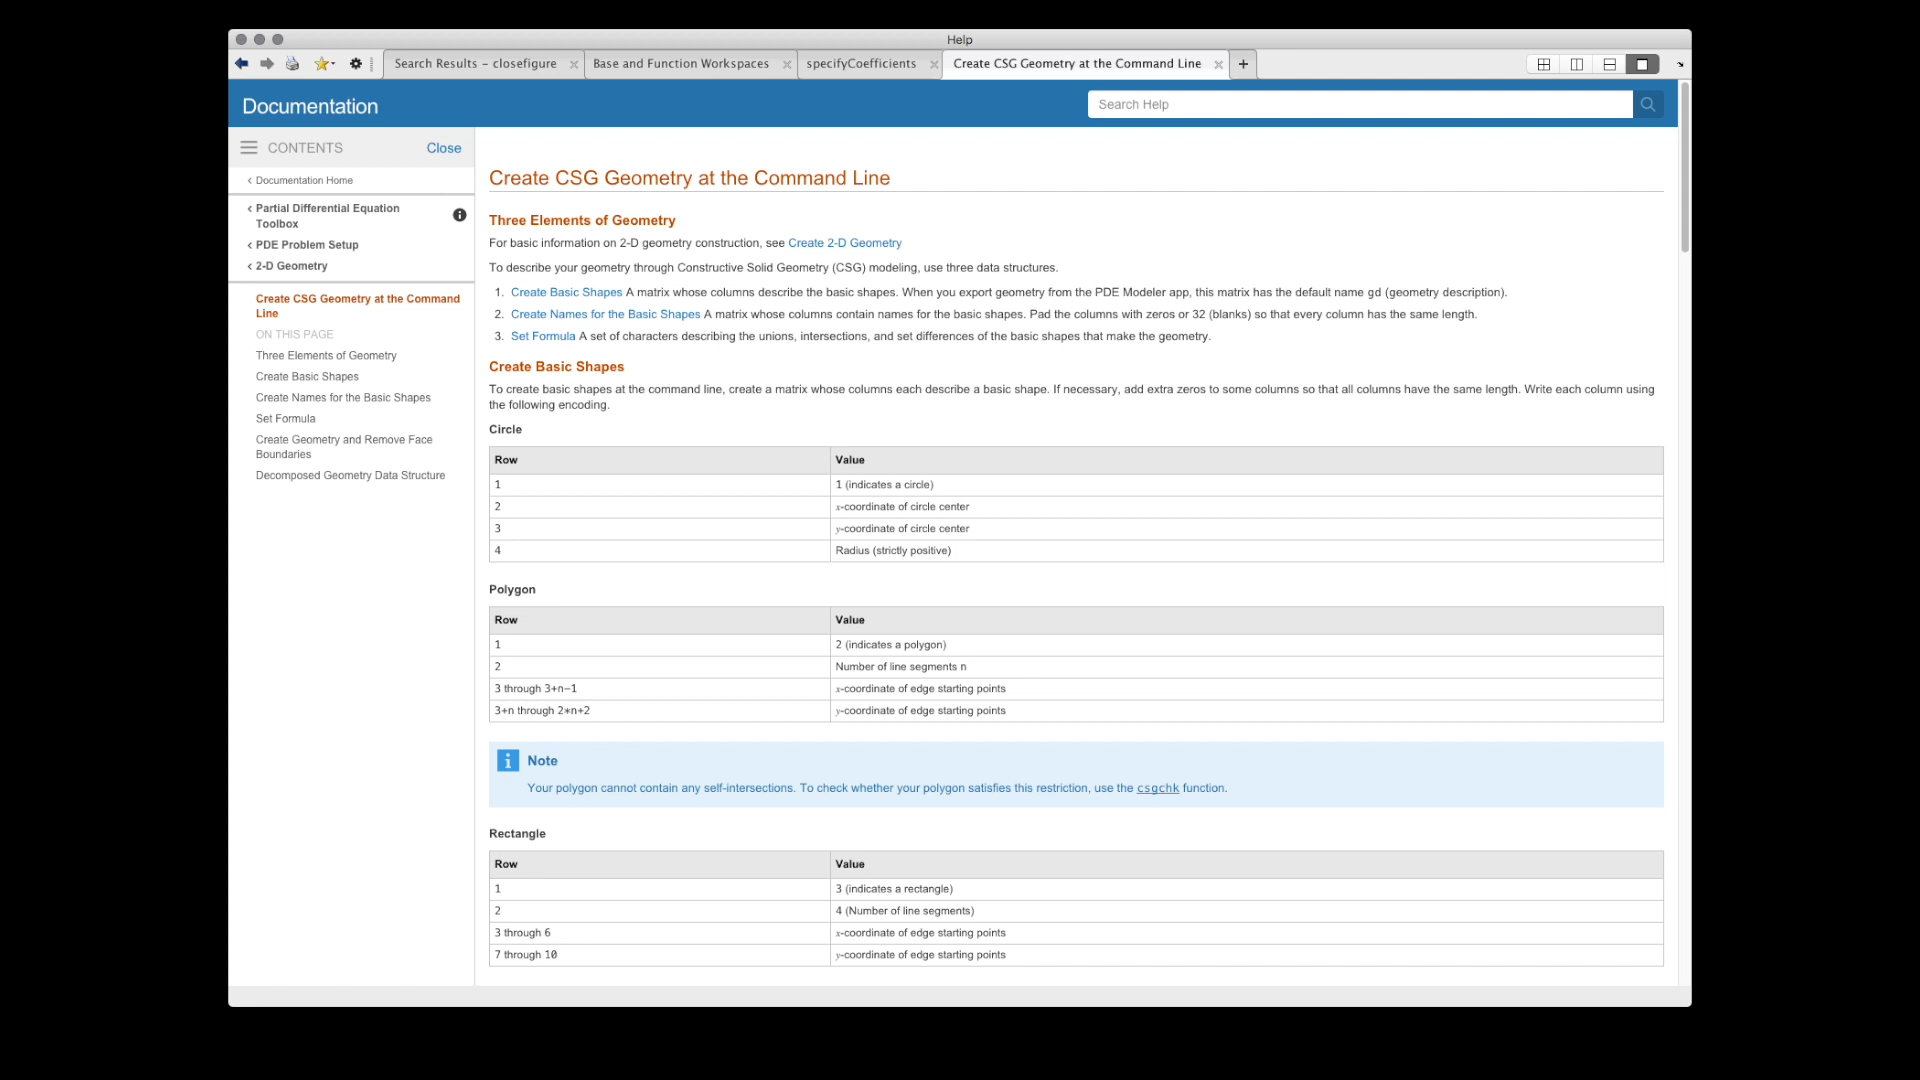 Help
Search Results – closefigure
Base and Function Workspaces
specifyCoefficients
Create CSG Geometry at the Command Line
Documentation
Search Help
CONTENTS
Close
‹ Documentation Home
‹ Partial Differential Equation
Toolbox
‹ PDE Problem Setup
‹ 2-D Geometry
Create CSG Geometry at the Command
Line
ON THIS PAGE
Three Elements of Geometry
Create Basic Shapes
Create Names for the Basic Shapes
Set Formula
Create Geometry and Remove Face
Boundaries
Decomposed Geometry Data Structure
Create CSG Geometry at the Command Line
Three Elements of Geometry
For basic information on 2-D geometry construction, see Create 2-D Geometry
To describe your geometry through Constructive Solid Geometry (CSG) modeling, use three data structures.
1. Create Basic Shapes A matrix whose columns describe the basic shapes. When you export geometry from the PDE Modeler app, this matrix has the default name gd (geometry description).
2. Create Names for the Basic Shapes A matrix whose columns contain names for the basic shapes. Pad the columns with zeros or 32 (blanks) so that every column has the same length.
3. Set Formula A set of characters describing the unions, intersections, and set differences of the basic shapes that make the geometry.
Create Basic Shapes
To create basic shapes at the command line, create a matrix whose columns each describe a basic shape. If necessary, add extra zeros to some columns so that all columns have the same length. Write each column using
the following encoding.
Circle
Row Value
1 1 (indicates a circle)
2 x-coordinate of circle center
3 y-coordinate of circle center
4 Radius (strictly positive)
Polygon
Row Value
1 2 (indicates a polygon)
2 Number of line segments n
3 through 3+n−1 x-coordinate of edge starting points
3+n through 2*n+2 y-coordinate of edge starting points
i Note
Your polygon cannot contain any self-intersections. To check whether your polygon satisfies this restriction, use the csgchk function.
Rectangle
Row Value
1 3 (indicates a rectangle)
2 4 (Number of line segments)
3 through 6 x-coordinate of edge starting points
7 through 10 y-coordinate of edge starting points